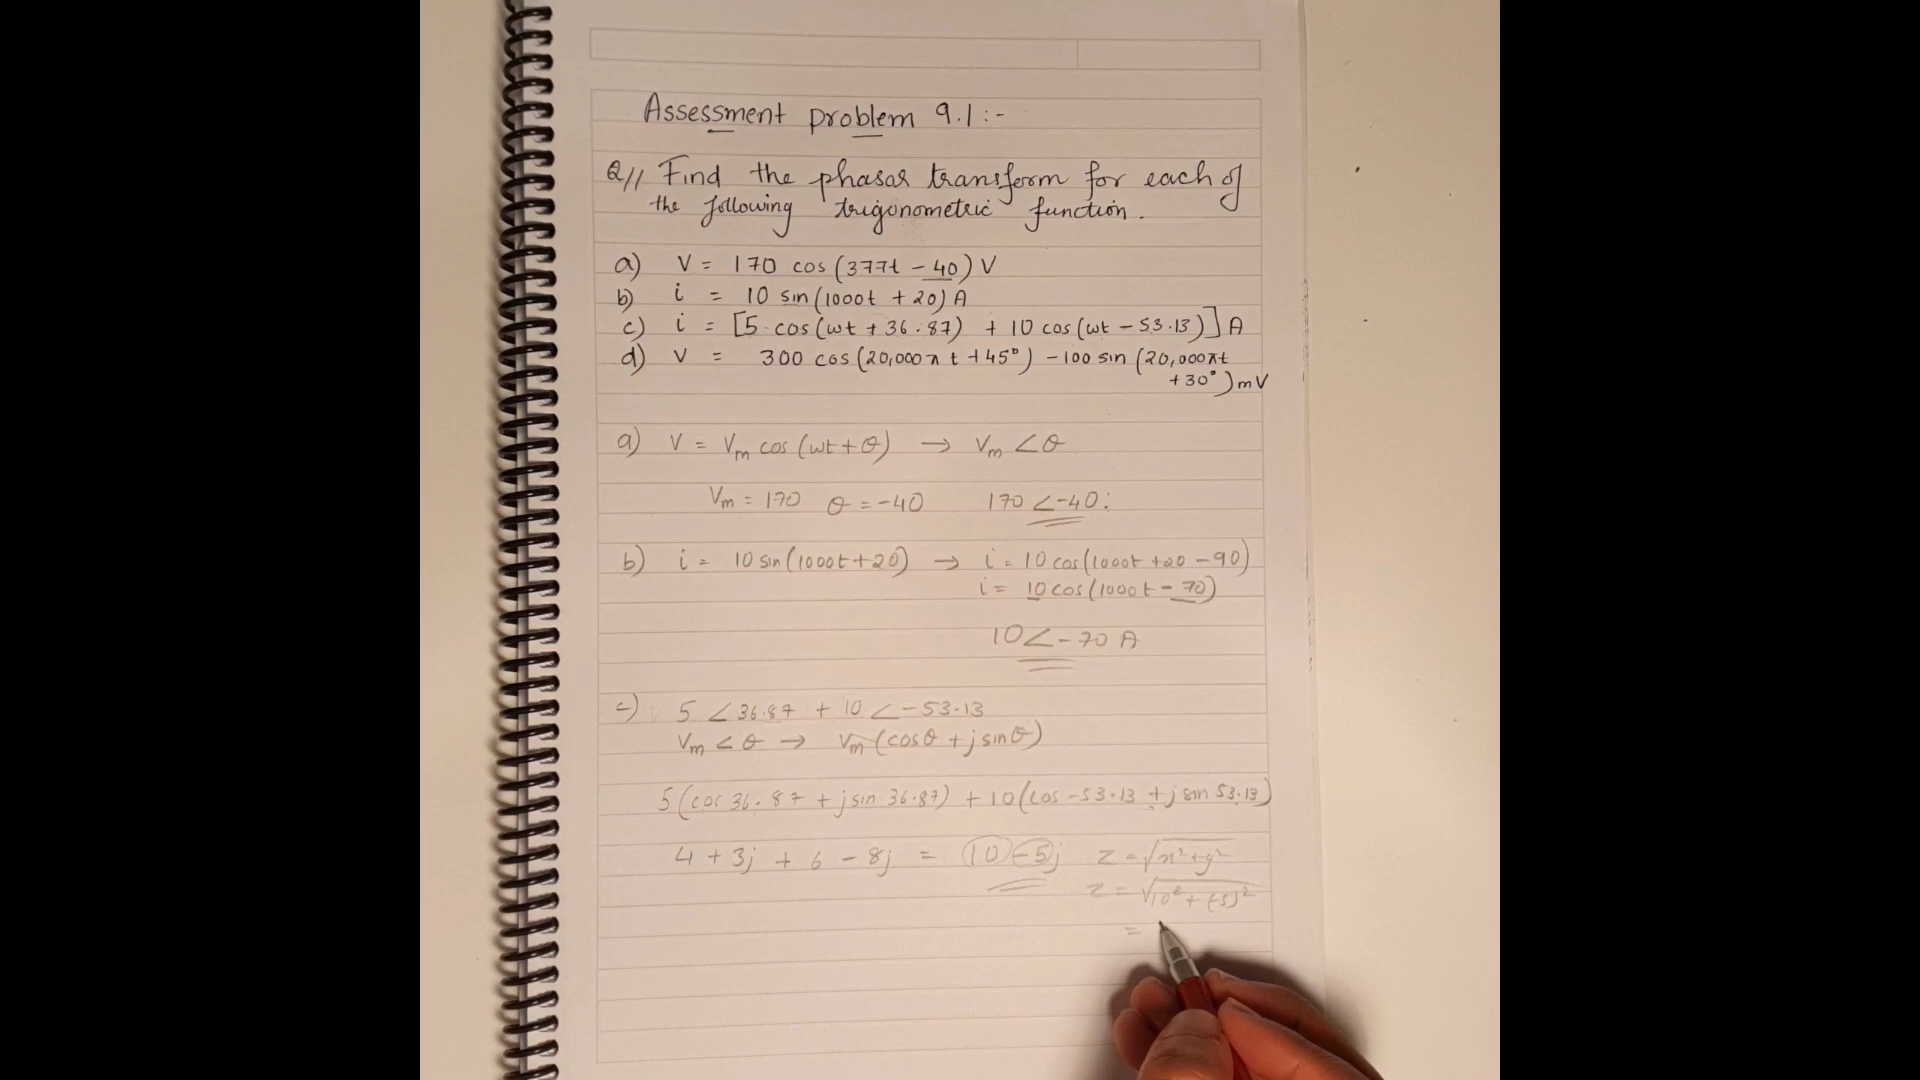 Assessment problem 9.1:-
Q// Find the phasor transform for each of
the following trigonometric function.
a) V = 170 cos(377t - 40) V
b) i = 10 sin(1000t + 20) A
c) i = [5 cos(ωt + 36.87) + 10 cos(ωt - 53.13)] A
d) V = 300 cos(20,000π t + 45°) - 100 sin (20,000πt
+ 30°) mV
a) V = Vm cos (ωt + θ) → Vm ∠θ
Vm = 170 θ = -40 170 ∠-40:
b) i = 10 sin(1000t + 20) → i = 10 cos(1000t + 20 - 90)
i = 10 cos(1000t - 70)
10∠-70 A
c) 5 ∠36.87 + 10 ∠-53.13
Vm ∠ θ → Vm (cosθ + j sinθ)
5(cos 36.87 + j sin 36.87) + 10(cos -53.13 + j sin 53.13)
4 + 3j + 6 - 8j = 10 - 5j z = √x² + y²
z = √10² + (-5)²
=